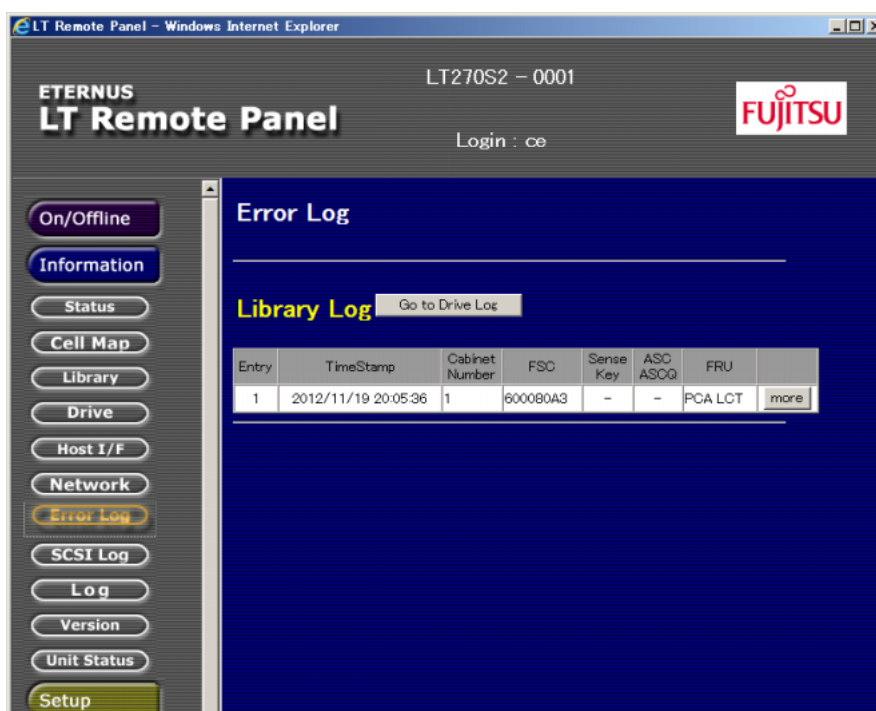 LT Remote Panel - Windows Internet Explorer
LT270S2 - 0001
ETERNUS
LT Remote Panel
FUJITSU
Login : ce
On/Offline
Information
Status
Cell Map
Library
Drive
Host I/F
Network
Error Log
SCSI Log
Log
Version
Unit Status
Setup
Error Log
Library Log Go to Drive Log
Entry TimeStamp Cabinet Number FSC Sense Key ASC ASCQ FRU
1 2012/11/19 20:05:36 1 600080A3 - - PCA LCT more